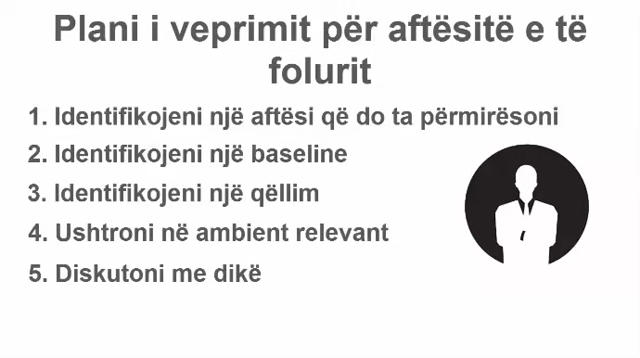 Plani i veprimit për aftësitë e të
folurit
1. Identifikojeni një aftësi që do ta përmirësoni
2. Identifikojeni një baseline
3. Identifikojeni një qëllim
4. Ushtroni në ambient relevant
5. Diskutoni me dikë